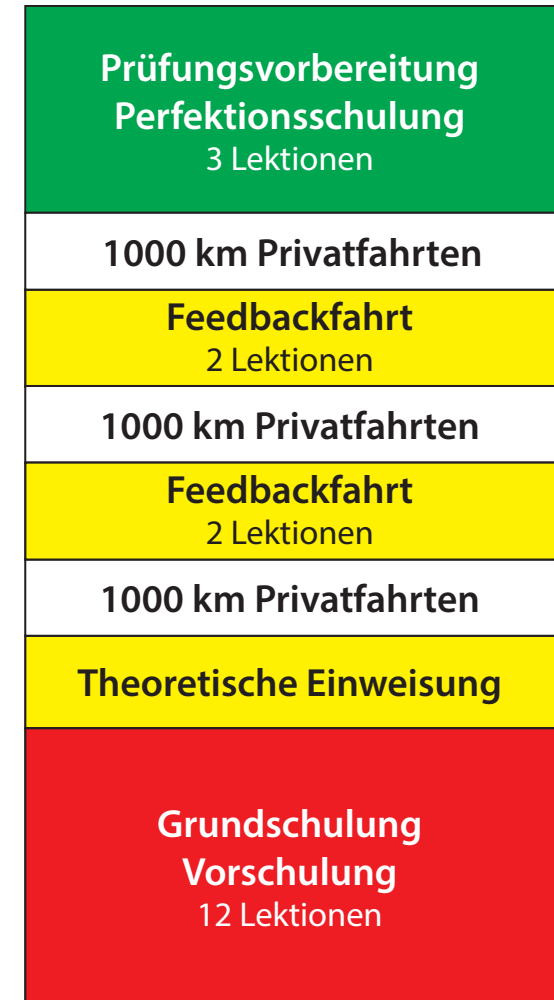 Prüfungsvorbereitung
Perfektionsschulung
3 Lektionen
1000 km Privatfahrten
Feedbackfahrt
2 Lektionen
1000 km Privatfahrten
Feedbackfahrt
2 Lektionen
1000 km Privatfahrten
Theoretische Einweisung
Grundschulung
Vorschulung
12 Lektionen